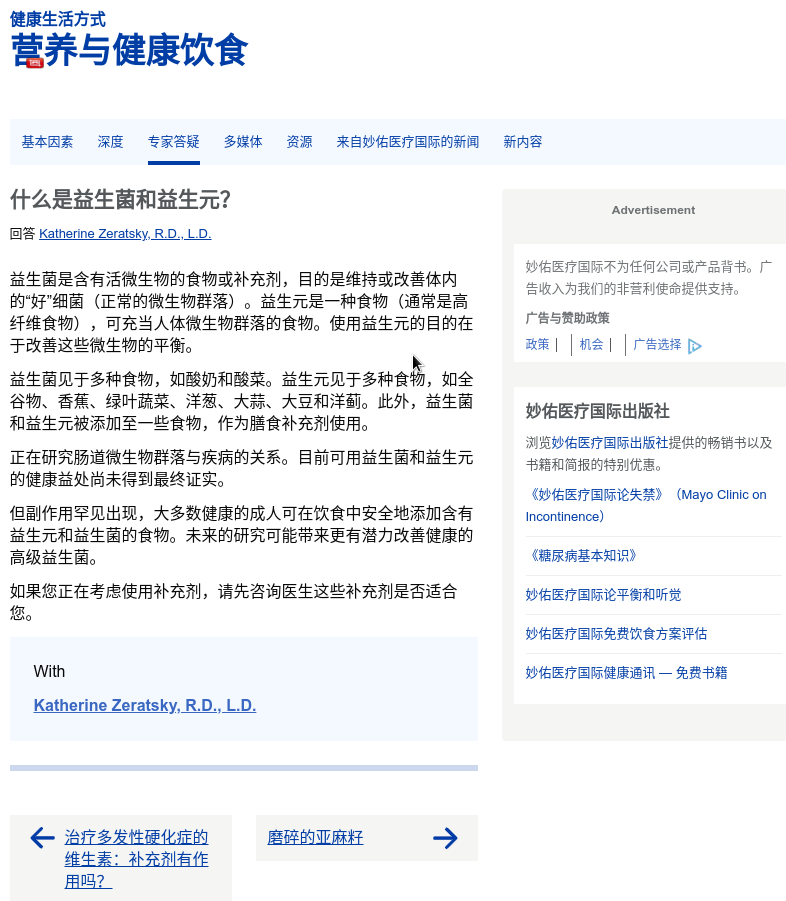 健康生活方式
营养与健康饮食
基本因素 深度 专家答疑 多媒体 资源 来自妙佑医疗国际的新闻 新内容
什么是益生菌和益生元？
回答 Katherine Zeratsky, R.D., L.D.
益生菌是含有活微生物的食物或补充剂，目的是维持或改善体内
的“好”细菌（正常的微生物群落）。益生元是一种食物（通常是高
纤维食物），可充当人体微生物群落的食物。使用益生元的目的在
于改善这些微生物的平衡。
益生菌见于多种食物，如酸奶和酸菜。益生元见于多种食物，如全
谷物、香蕉、绿叶蔬菜、洋葱、大蒜、大豆和洋蓟。此外，益生菌
和益生元被添加至一些食物，作为膳食补充剂使用。
正在研究肠道微生物群落与疾病的关系。目前可用益生菌和益生元
的健康益处尚未得到最终证实。
但副作用罕见出现，大多数健康的成人可在饮食中安全地添加含有
益生元和益生菌的食物。未来的研究可能带来更有潜力改善健康的
高级益生菌。
如果您正在考虑使用补充剂，请先咨询医生这些补充剂是否适合
您。
With
Katherine Zeratsky, R.D., L.D.
治疗多发性硬化症的
维生素：补充剂有作
用吗？
磨碎的亚麻籽
Advertisement
妙佑医疗国际不为任何公司或产品背书。广
告收入为我们的非营利使命提供支持。
广告与赞助政策
政策 | 机会 | 广告选择
妙佑医疗国际出版社
浏览妙佑医疗国际出版社提供的畅销书以及
书籍和简报的特别优惠。
《妙佑医疗国际论失禁》（Mayo Clinic on
Incontinence）
《糖尿病基本知识》
妙佑医疗国际论平衡和听觉
妙佑医疗国际免费饮食方案评估
妙佑医疗国际健康通讯 — 免费书籍